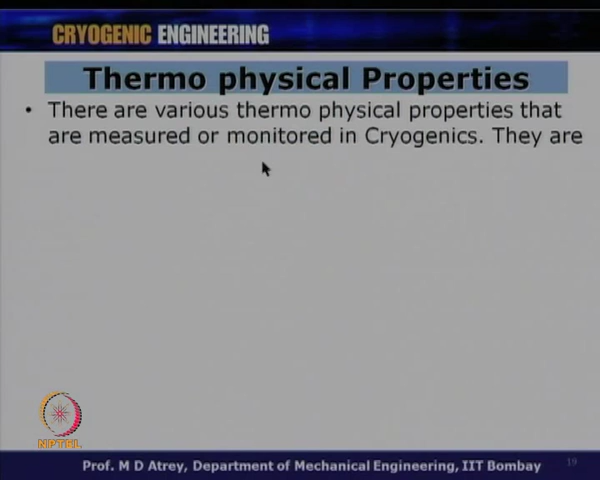 CRYOGENIC ENGINEERING
Thermo physical Properties
• There are various thermo physical properties that
are measured or monitored in Cryogenics. They are
NPTEL
Prof. M D Atrey, Department of Mechanical Engineering, IIT Bombay
19